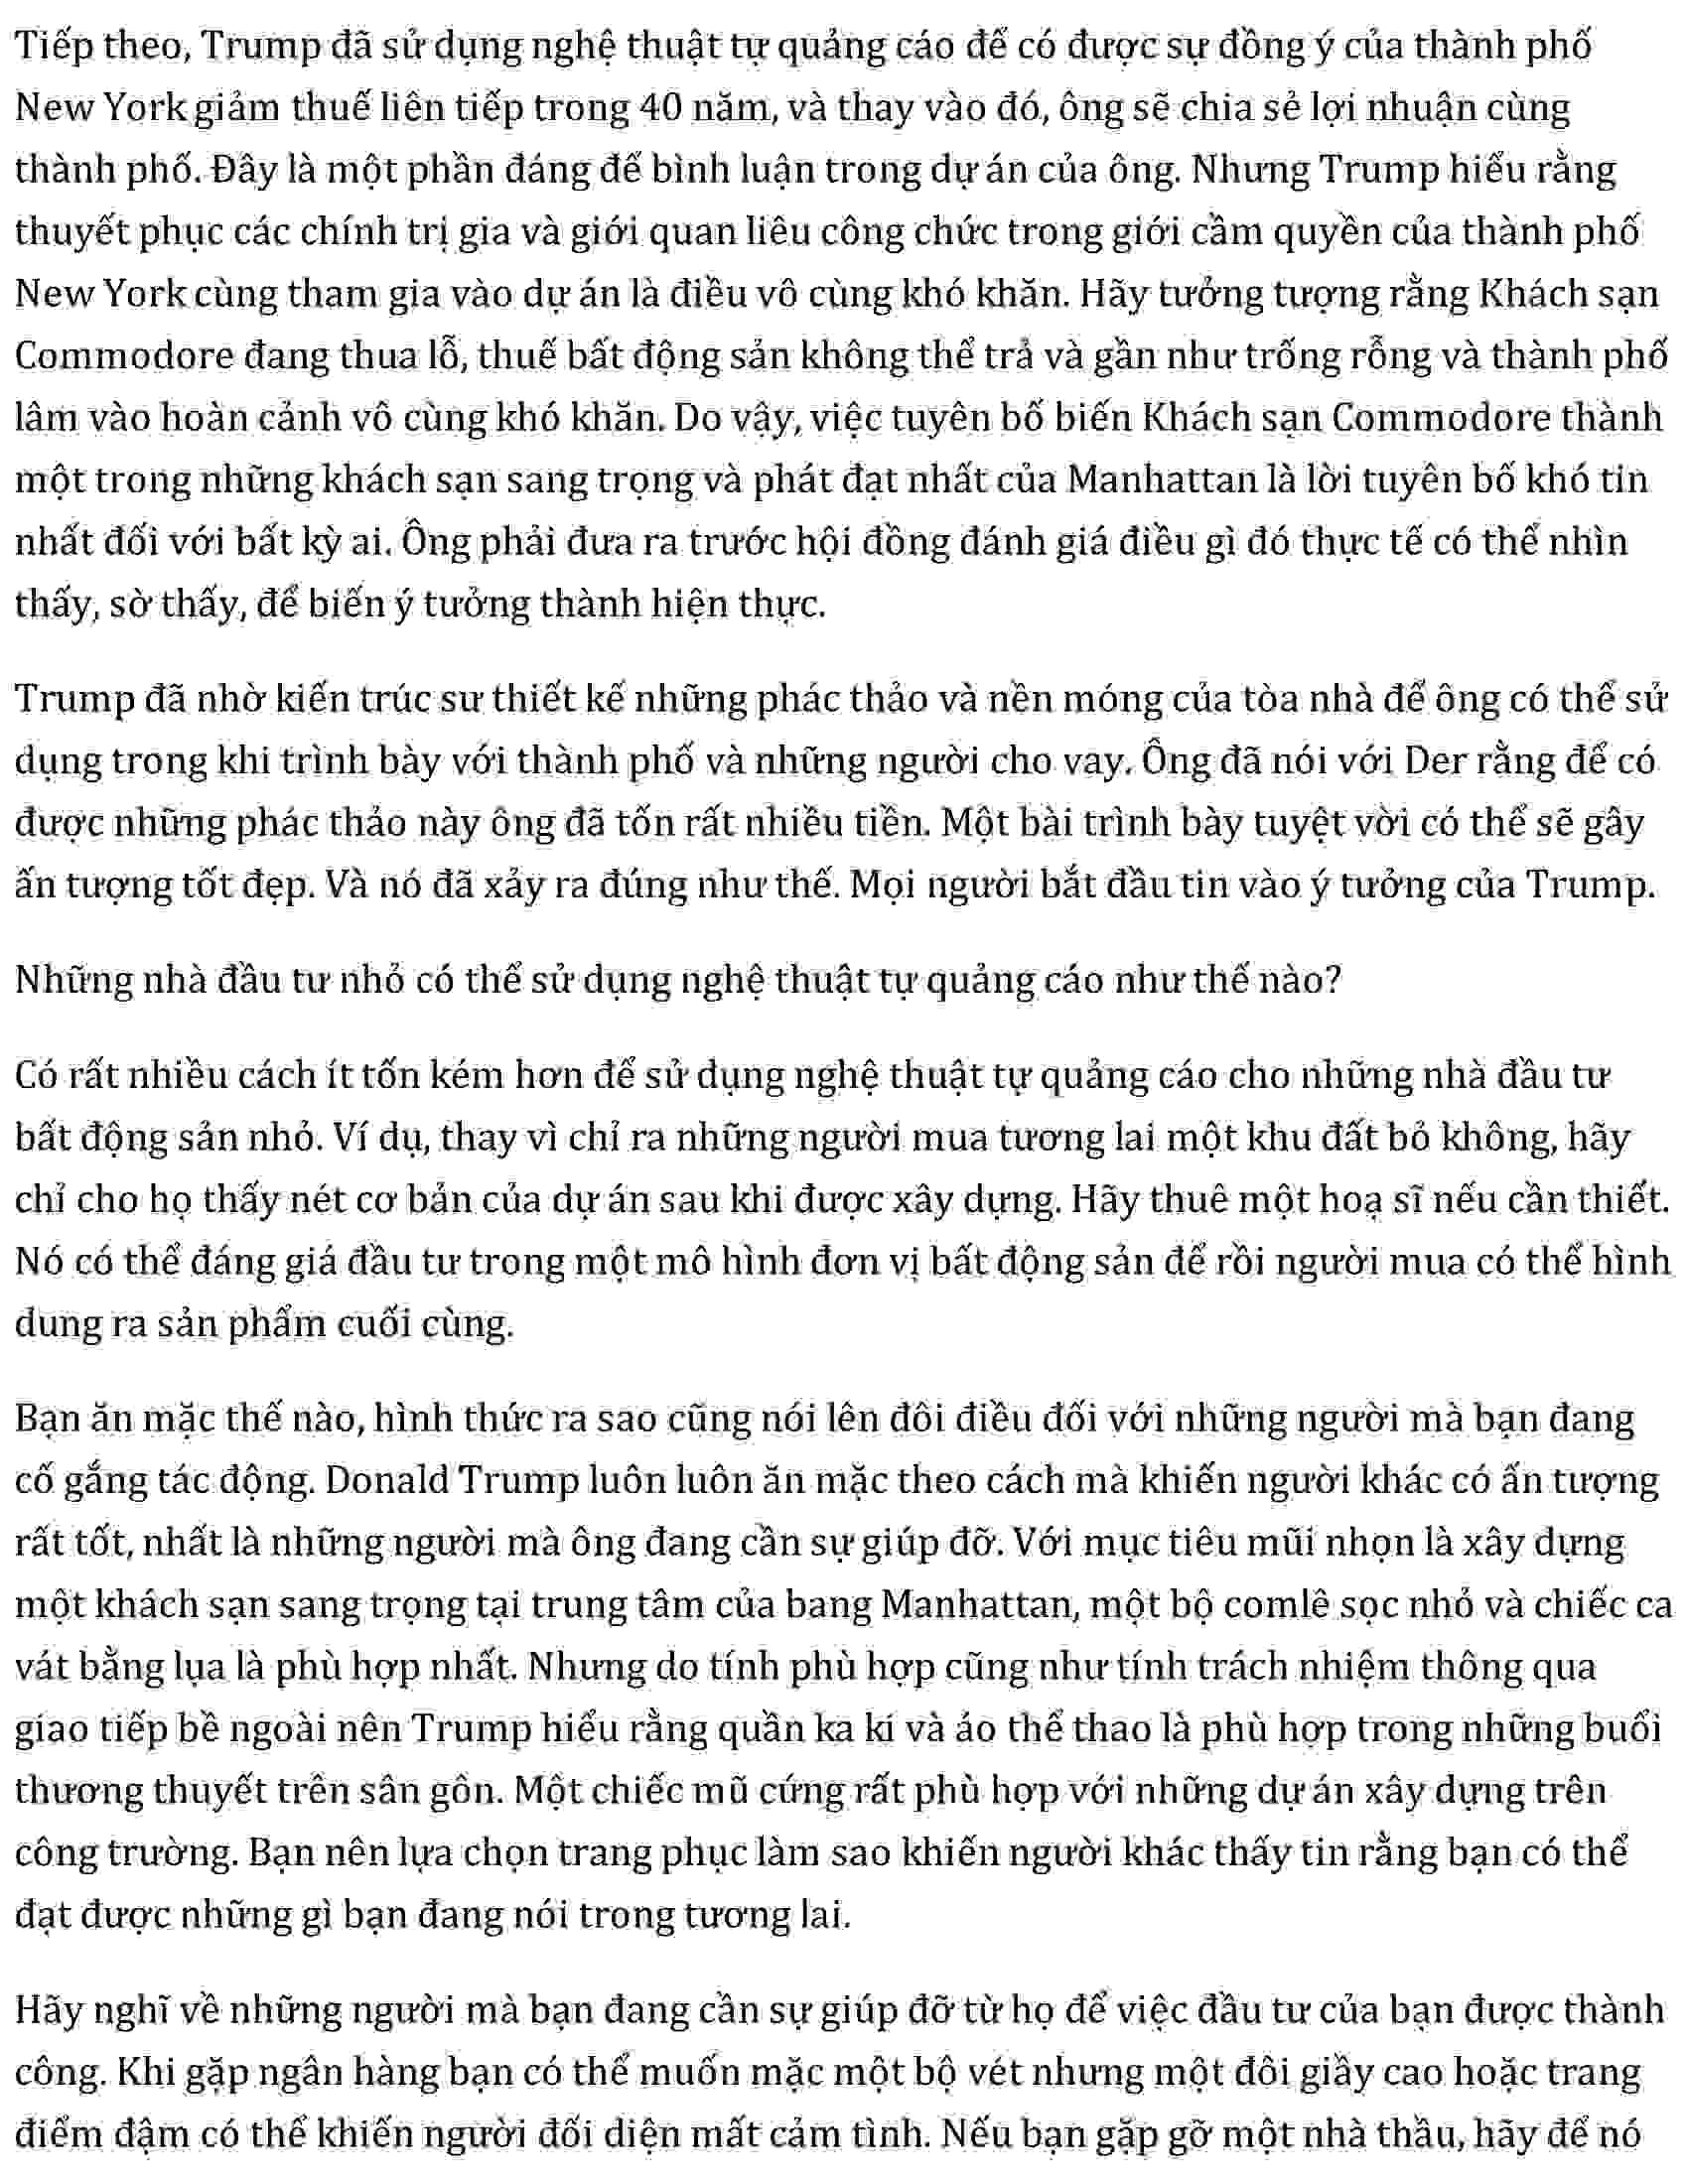 Tiếp theo, Trump đã sử dụng nghệ thuật tự quảng cáo để có được sự đồng ý của thành phố
New York giảm thuế liên tiếp trong 40 năm, và thay vào đó, ông sẽ chia sẻ lợi nhuận cùng
thành phố. Đây là một phần đáng để bình luận trong dự án của ông. Nhưng Trump hiểu rằng
thuyết phục các chính trị gia và giới quan liêu công chức trong giới cầm quyền của thành phố
New York cùng tham gia vào dự án là điều vô cùng khó khăn. Hãy tưởng tượng rằng Khách sạn
Commodore đang thua lỗ, thuế bất động sản không thể trả và gần như trống rỗng và thành phố
lâm vào hoàn cảnh vô cùng khó khăn. Do vậy, việc tuyên bố biến Khách sạn Commodore thành
một trong những khách sạn sang trọng và phát đạt nhất của Manhattan là lời tuyên bố khó tin
nhất đối với bất kỳ ai. Ông phải đưa ra trước hội đồng đánh giá điều gì đó thực tế có thể nhìn
thấy, sờ thấy, để biến ý tưởng thành hiện thực.
Trump đã nhờ kiến trúc sư thiết kế những phác thảo và nền móng của tòa nhà để ông có thể sử
dụng trong khi trình bày với thành phố và những người cho vay. Ông đã nói với Der rằng để có
được những phác thảo này ông đã tốn rất nhiều tiền. Một bài trình bày tuyệt vời có thể sẽ gây
ấn tượng tốt đẹp. Và nó đã xảy ra đúng như thế. Mọi người bắt đầu tin vào ý tưởng của Trump.
Những nhà đầu tư nhỏ có thể sử dụng nghệ thuật tự quảng cáo như thế nào?
Có rất nhiều cách ít tốn kém hơn để sử dụng nghệ thuật tự quảng cáo cho những nhà đầu tư
bất động sản nhỏ. Ví dụ, thay vì chỉ ra những người mua tương lai một khu đất bỏ không, hãy
chỉ cho họ thấy nét cơ bản của dự án sau khi được xây dựng. Hãy thuê một hoạ sĩ nếu cần thiết.
Nó có thể đáng giá đầu tư trong một mô hình đơn vị bất động sản để rồi người mua có thể hình
dung ra sản phẩm cuối cùng.
Bạn ăn mặc thế nào, hình thức ra sao cũng nói lên đôi điều đối với những người mà bạn đang
cố gắng tác động. Donald Trump luôn luôn ăn mặc theo cách mà khiến người khác có ấn tượng
rất tốt, nhất là những người mà ông đang cần sự giúp đỡ. Với mục tiêu mũi nhọn là xây dựng
một khách sạn sang trọng tại trung tâm của bang Manhattan, một bộ comlê sọc nhỏ và chiếc ca
vát bằng lụa là phù hợp nhất. Nhưng do tính phù hợp cũng như tính trách nhiệm thông qua
giao tiếp bề ngoài nên Trump hiểu rằng quần ka ki và áo thể thao là phù hợp trong những buổi
thương thuyết trên sân gôn. Một chiếc mũ cứng rất phù hợp với những dự án xây dựng trên
công trường. Bạn nên lựa chọn trang phục làm sao khiến người khác thấy tin rằng bạn có thể
đạt được những gì bạn đang nói trong tương lai.
Hãy nghĩ về những người mà bạn đang cần sự giúp đỡ từ họ để việc đầu tư của bạn được thành
công. Khi gặp ngân hàng bạn có thể muốn mặc một bộ vét nhưng một đôi giầy cao hoặc trang
điểm đậm có thể khiến người đối diện mất cảm tình. Nếu bạn gặp gỡ một nhà thầu, hãy để nó